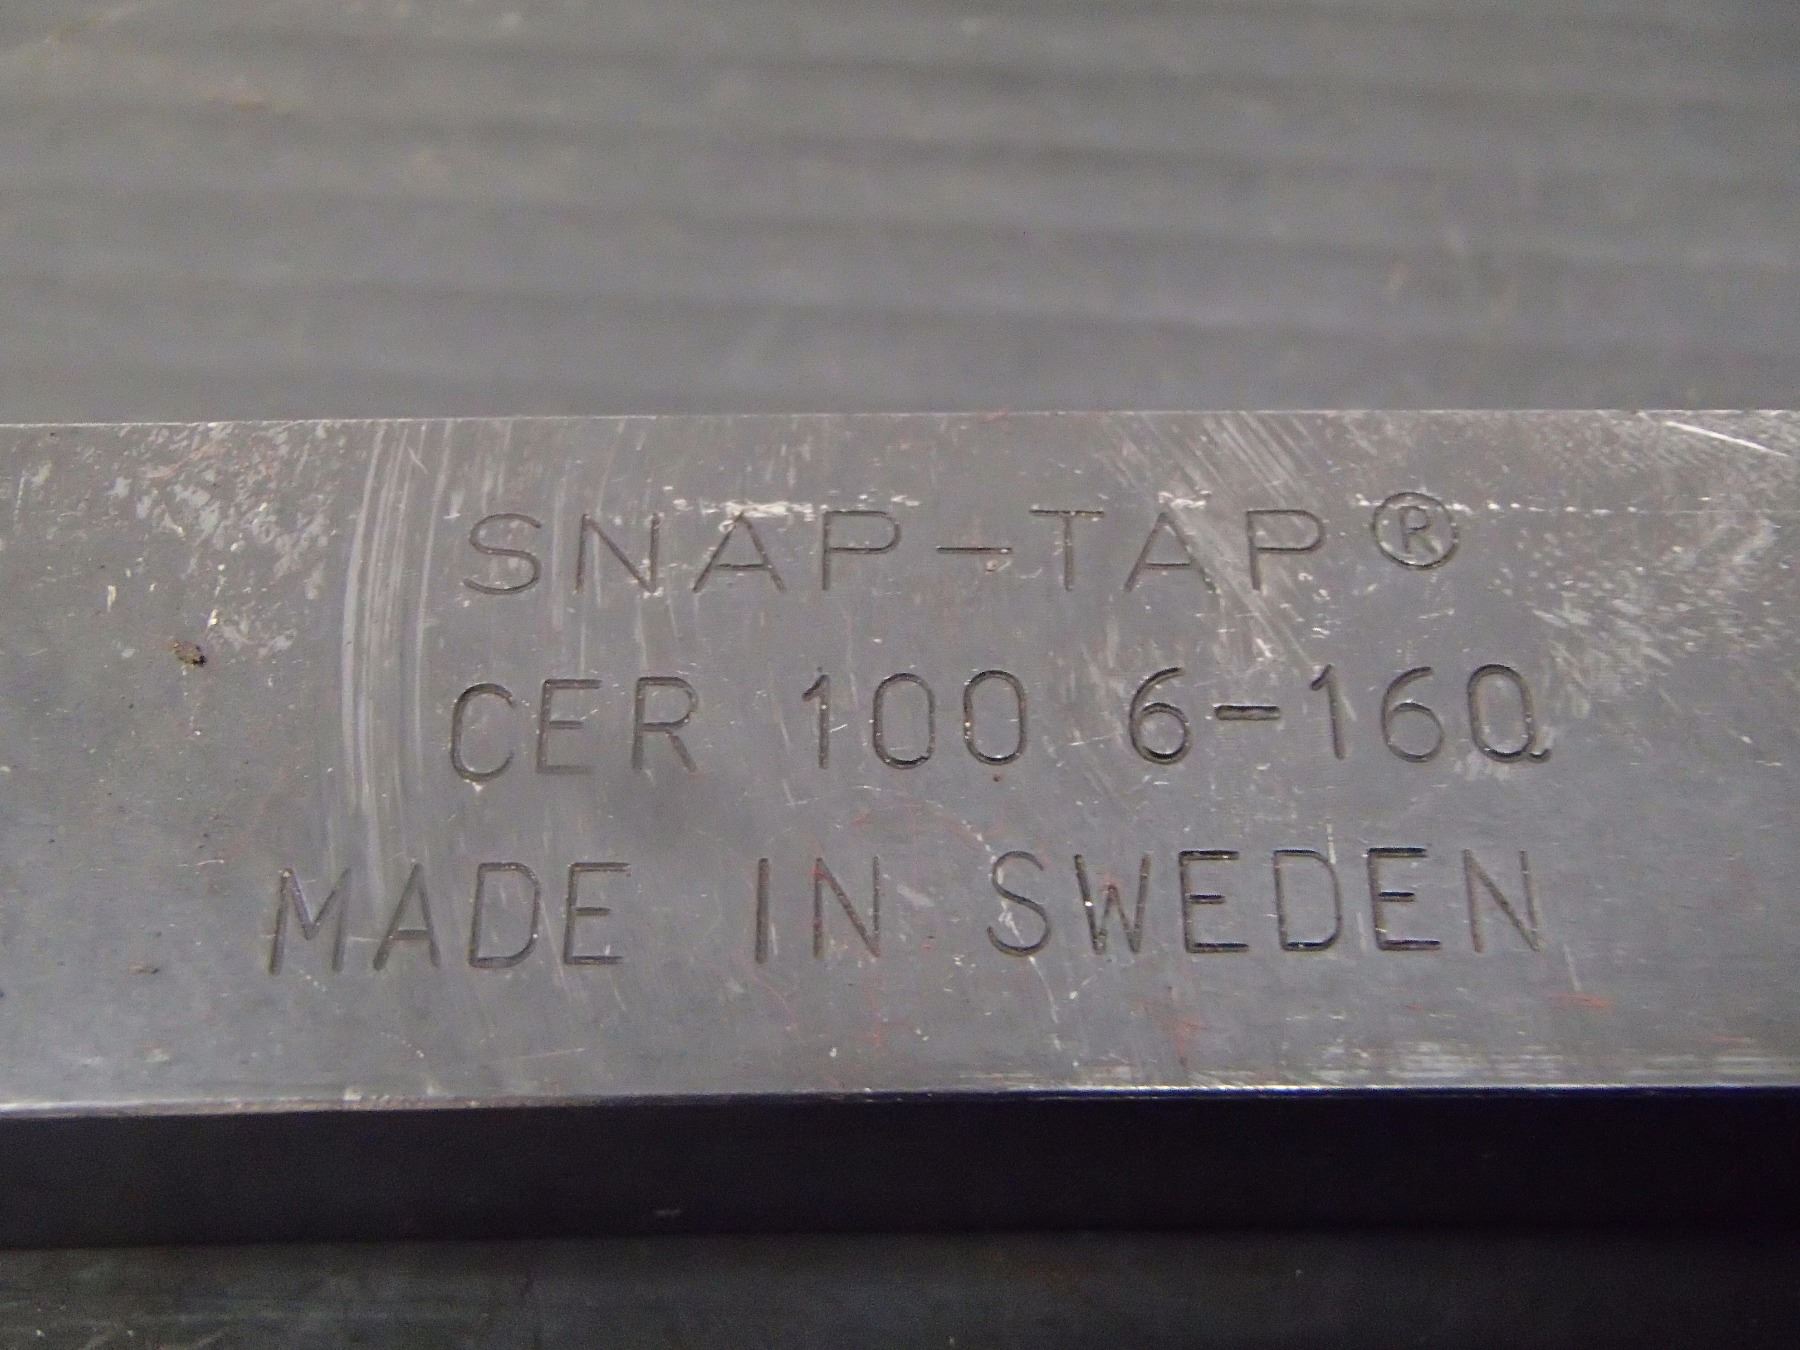 SNAP-TAP®
CER 100 6-16Q
MADE IN SWEDEN